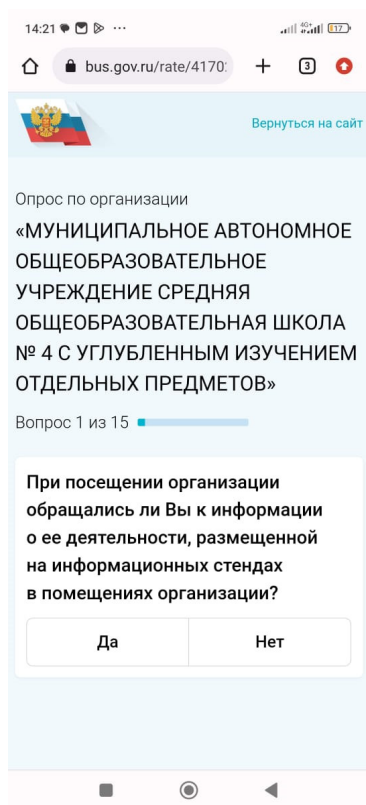 14:21
4G+
17
bus.gov.ru/rate/4170
3
Вернуться на сайт
Опрос по организации
«МУНИЦИПАЛЬНОЕ АВТОНОМНОЕ
ОБЩЕОБРАЗОВАТЕЛЬНОЕ
УЧРЕЖДЕНИЕ СРЕДНЯЯ
ОБЩЕОБРАЗОВАТЕЛЬНАЯ ШКОЛА
№ 4 С УГЛУБЛЕННЫМ ИЗУЧЕНИЕМ
ОТДЕЛЬНЫХ ПРЕДМЕТОВ»
Вопрос 1 из 15
При посещении организации
обращались ли Вы к информации
о ее деятельности, размещенной
на информационных стендах
в помещениях организации?
Да
Нет